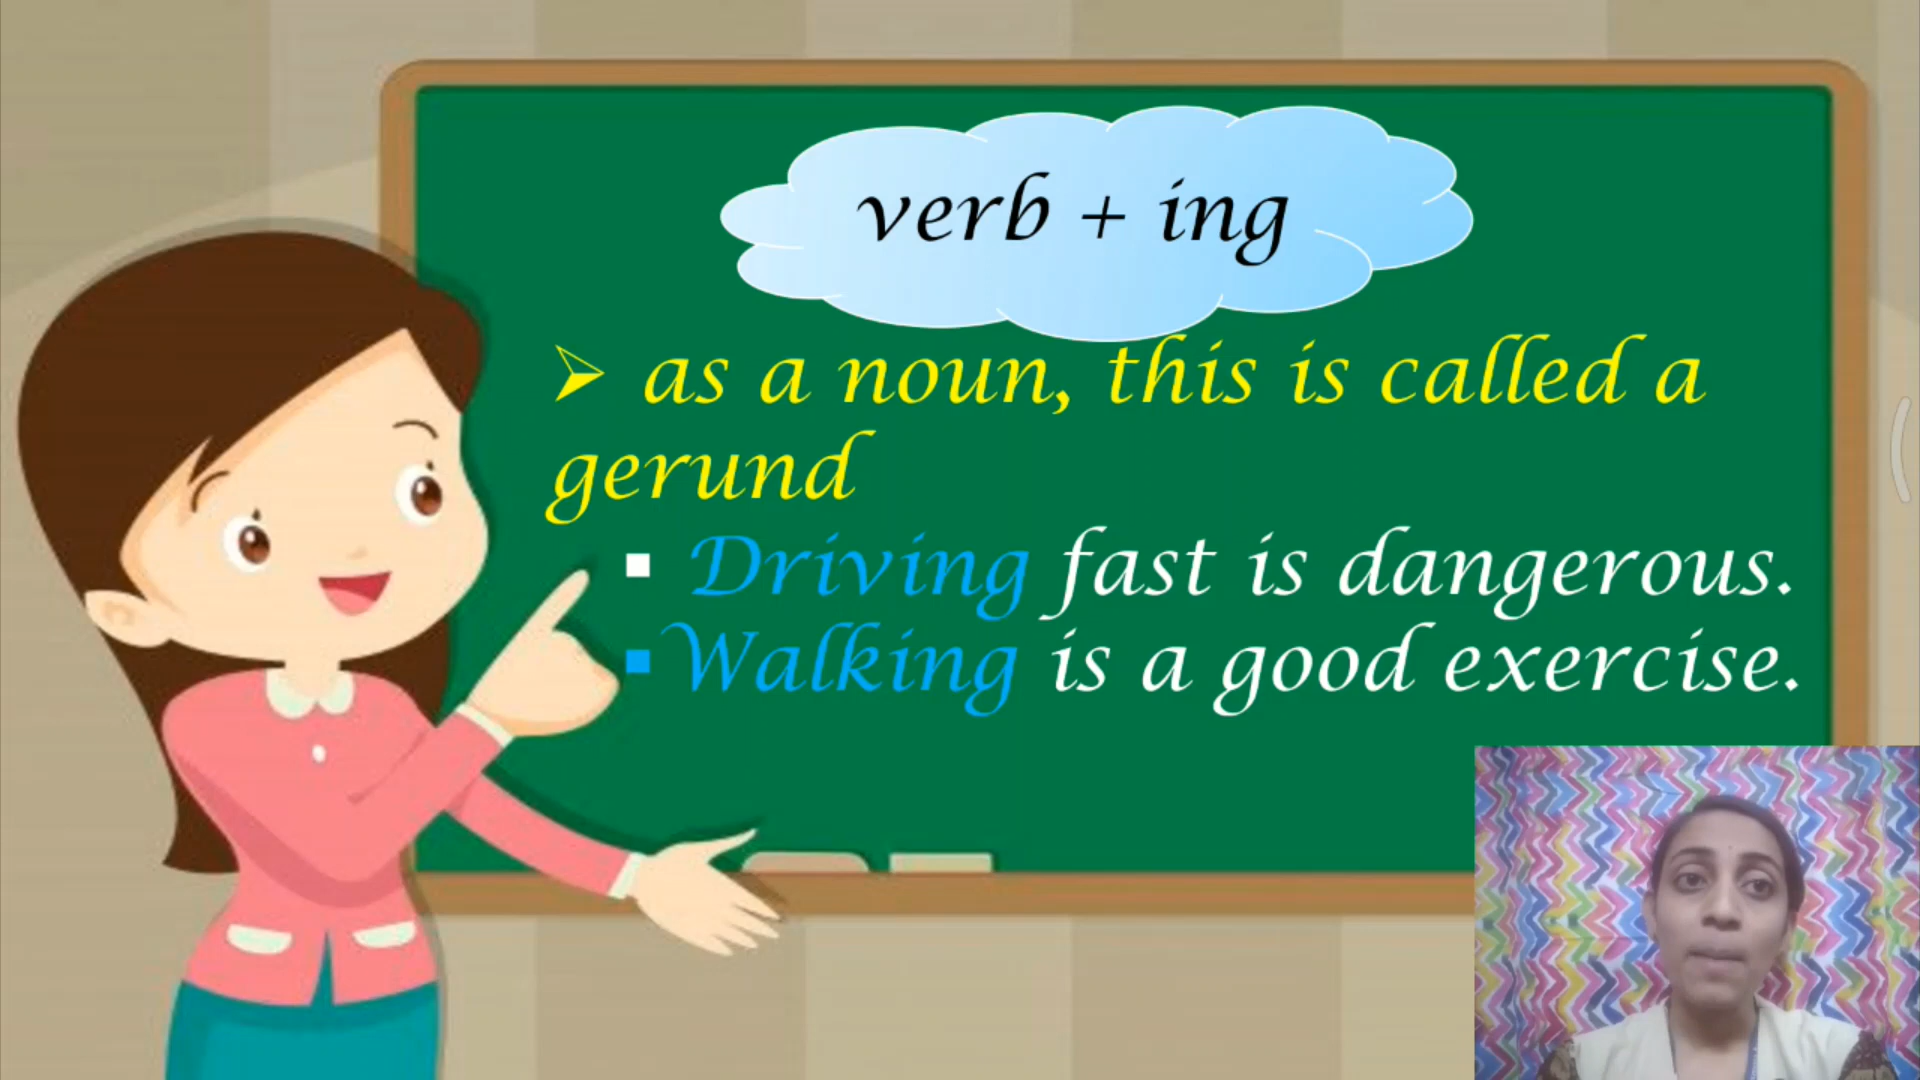 verb + ing
➢ as a noun, this is called a
gerund
▪ Driving fast is dangerous.
▪ Walking is a good exercise.